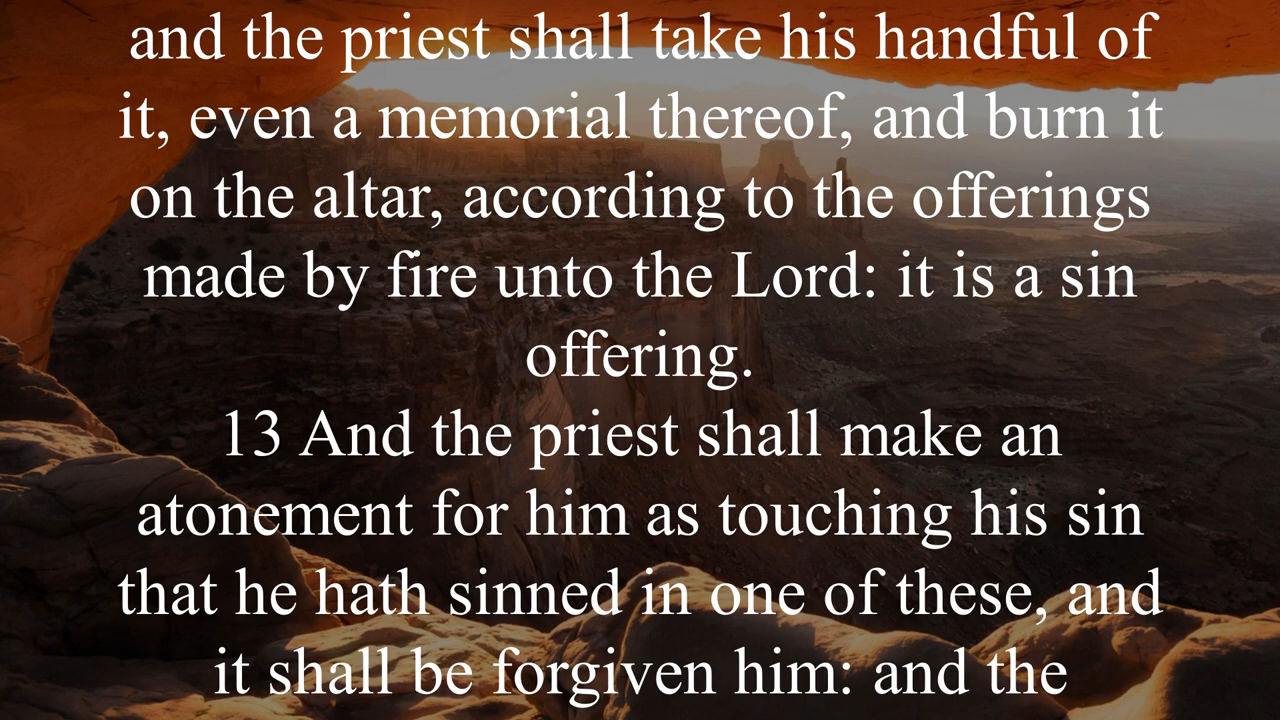 and the priest shall take his handful of
it, even a memorial thereof, and burn it
on the altar, according to the offerings
made by fire unto the Lord: it is a sin
offering.
13 And the priest shall make an
atonement for him as touching his sin
that he hath sinned in one of these, and
it shall be forgiven him: and the